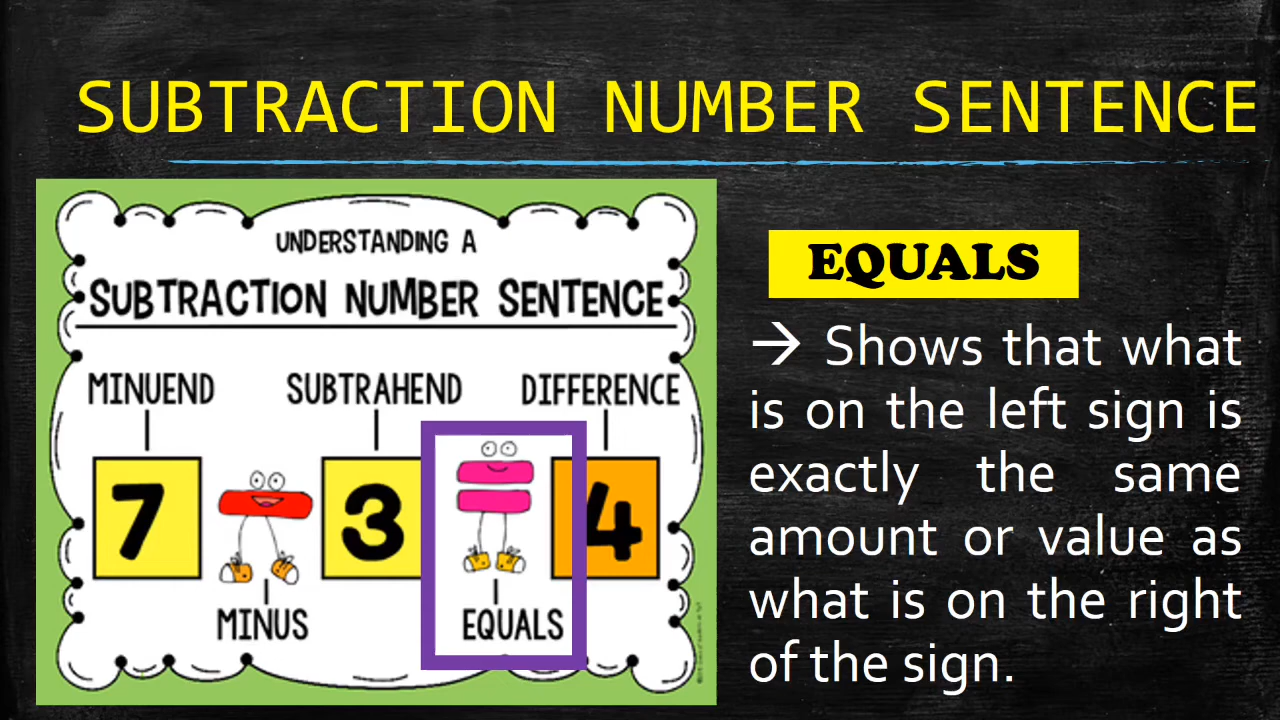 SUBTRACTION NUMBER SENTENCE
UNDERSTANDING A
SUBTRACTION NUMBER SENTENCE
MINUEND SUBTRAHEND DIFFERENCE
7 3 4
MINUS EQUALS
EQUALS
→ Shows that what
is on the left sign is
exactly the same
amount or value as
what is on the right
of the sign.